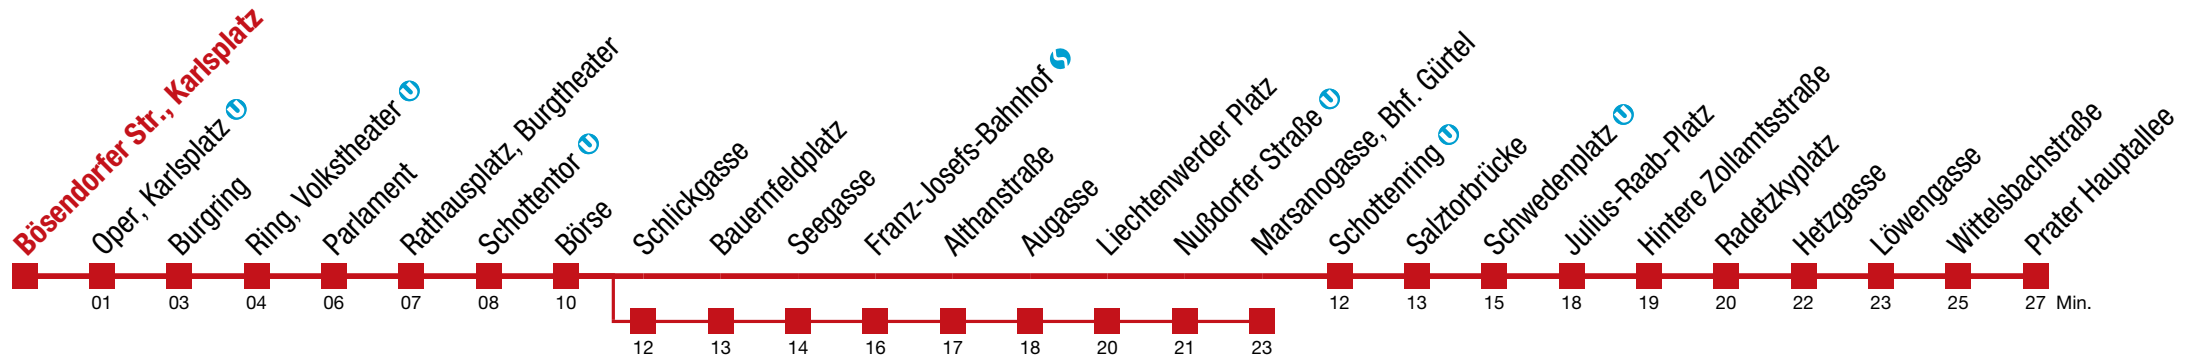 Bösendorfer Str., Karlsplatz
Oper, Karlsplatz U
Burgring
Ring, Volkstheater U
Parlament
Rathausplatz, Burgtheater
Schottentor U
Börse
Schlickgasse
Bauernfeldplatz
Seegasse
Franz-Josefs-Bahnhof S
Althanstraße
Augasse
Liechtenwerder Platz
Nußdorfer Straße U
Marsanogasse, Bhf. Gürtel
Schottenring U
Salztorbrücke
Schwedenplatz U
Julius-Raab-Platz
Hintere Zollamtsstraße
Radetzkyplatz
Hetzgasse
Löwengasse
Wittelsbachstraße
Prater Hauptallee
01 03 04 06 07 08 10 12 13 15 18 19 20 22 23 25 27 Min.
12 13 14 16 17 18 20 21 23